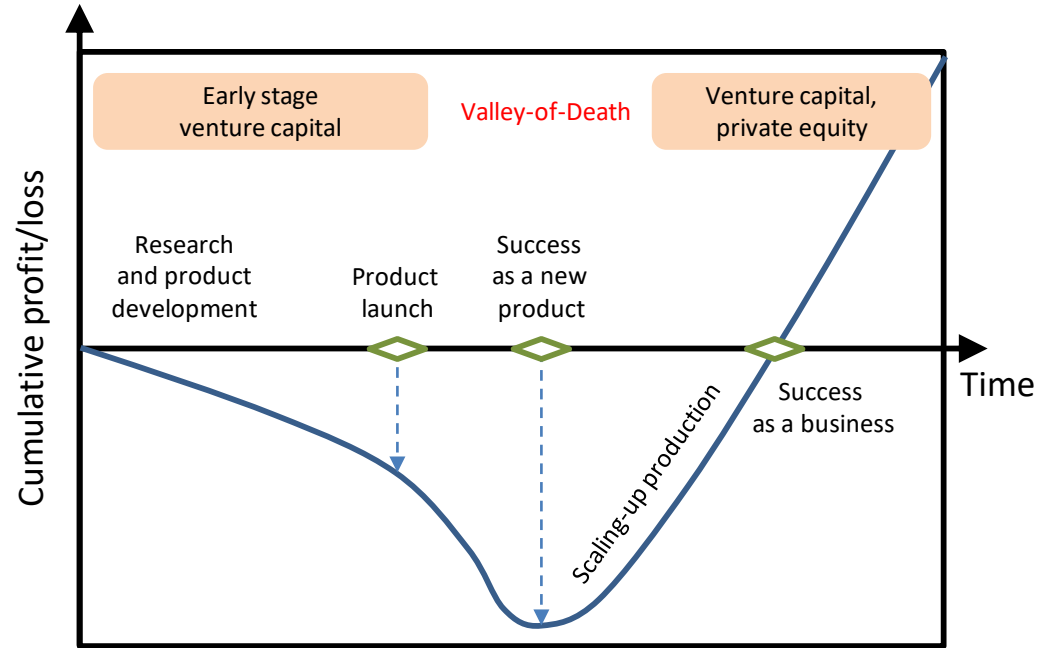 Early stage
venture capital
Valley-of-Death
Venture capital,
private equity
Cumulative profit/loss
Research
and product
development
Product
launch
Success
as a new
product
Time
Scaling-up production
Success
as a business